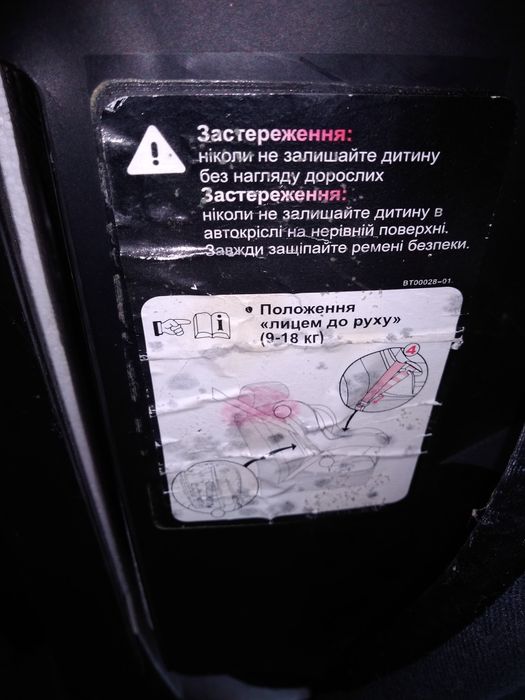 Застереження:
ніколи не залишайте дитину
без нагляду дорослих
Застереження:
ніколи не залишайте дитину в
автокріслі на нерівній поверхні.
Завжди защіпайте ремені безпеки.
BT00028-01
• Положення
«лицем до руху»
(9-18 кг)
4